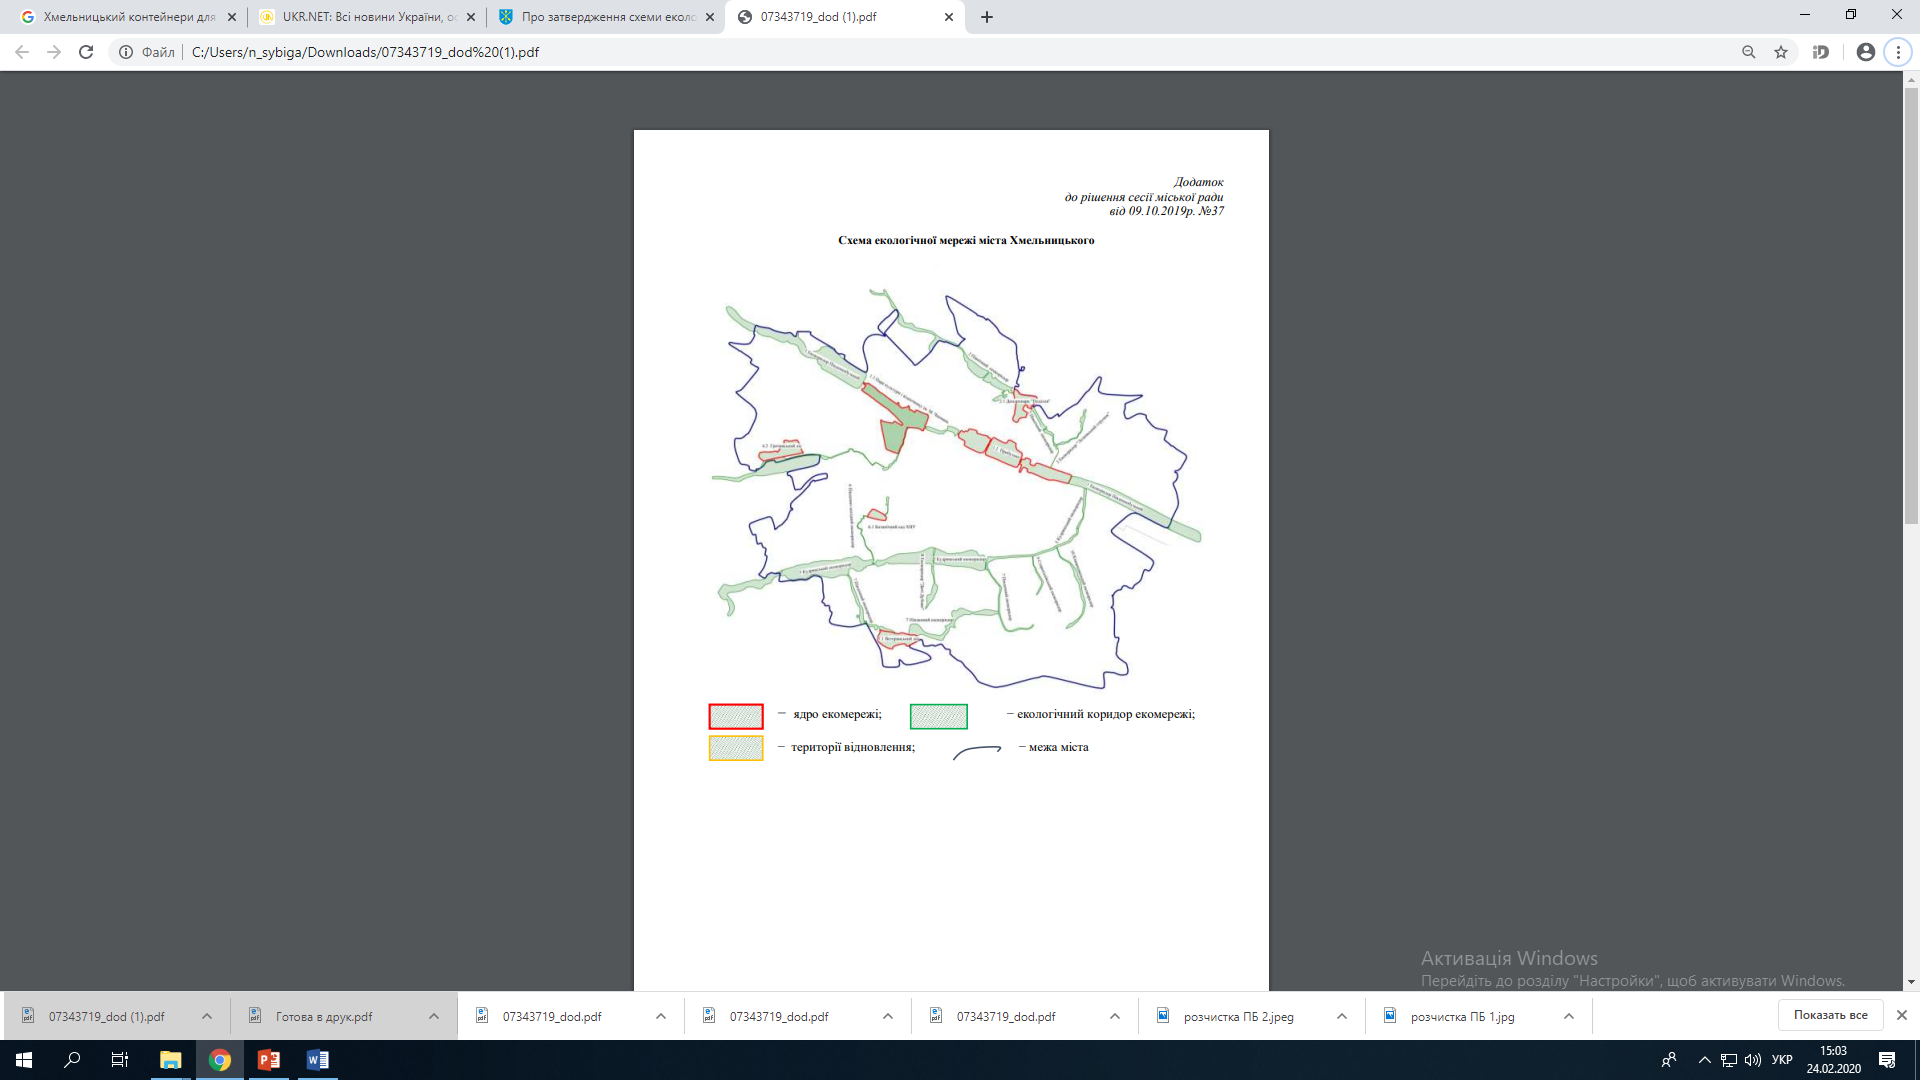 Хмельницький контейнери для
UKR.NET: Всі новини України, ос
Про затвердження схеми еколо
07343719_dod (1).pdf
Файл
C:/Users/n_sybiga/Downloads/07343719_dod%20(1).pdf
Додаток
до рішення сесії міської ради
від 09.10.2019р. №37
Схема екологічної мережі міста Хмельницького
− ядро екомережі;
− екологічний коридор екомережі;
− території відновлення;
− межа міста
Активація Windows
Перейдіть до розділу "Настройки", щоб активувати Windows.
07343719_dod (1).pdf
Готова в друк.pdf
07343719_dod.pdf
07343719_dod.pdf
07343719_dod.pdf
розчистка ПБ 2.jpeg
розчистка ПБ 1.jpg
Показать все
УКР
15:03
24.02.2020